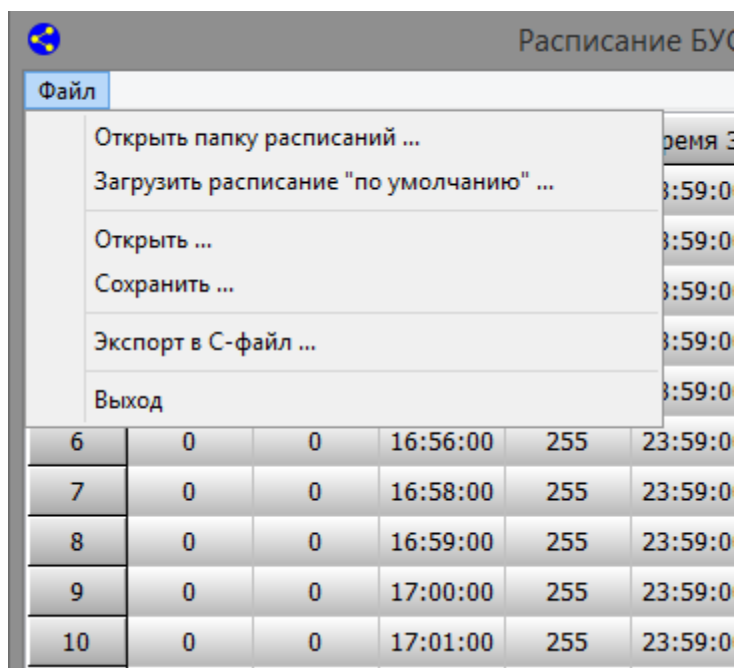 Расписание БУС
Файл
Открыть папку расписаний ...
Загрузить расписание "по умолчанию" ...
Открыть ...
Сохранить ...
Экспорт в С-файл ...
Выход
6 0 0 16:56:00 255 23:59:0
7 0 0 16:58:00 255 23:59:0
8 0 0 16:59:00 255 23:59:0
9 0 0 17:00:00 255 23:59:0
10 0 0 17:01:00 255 23:59:0